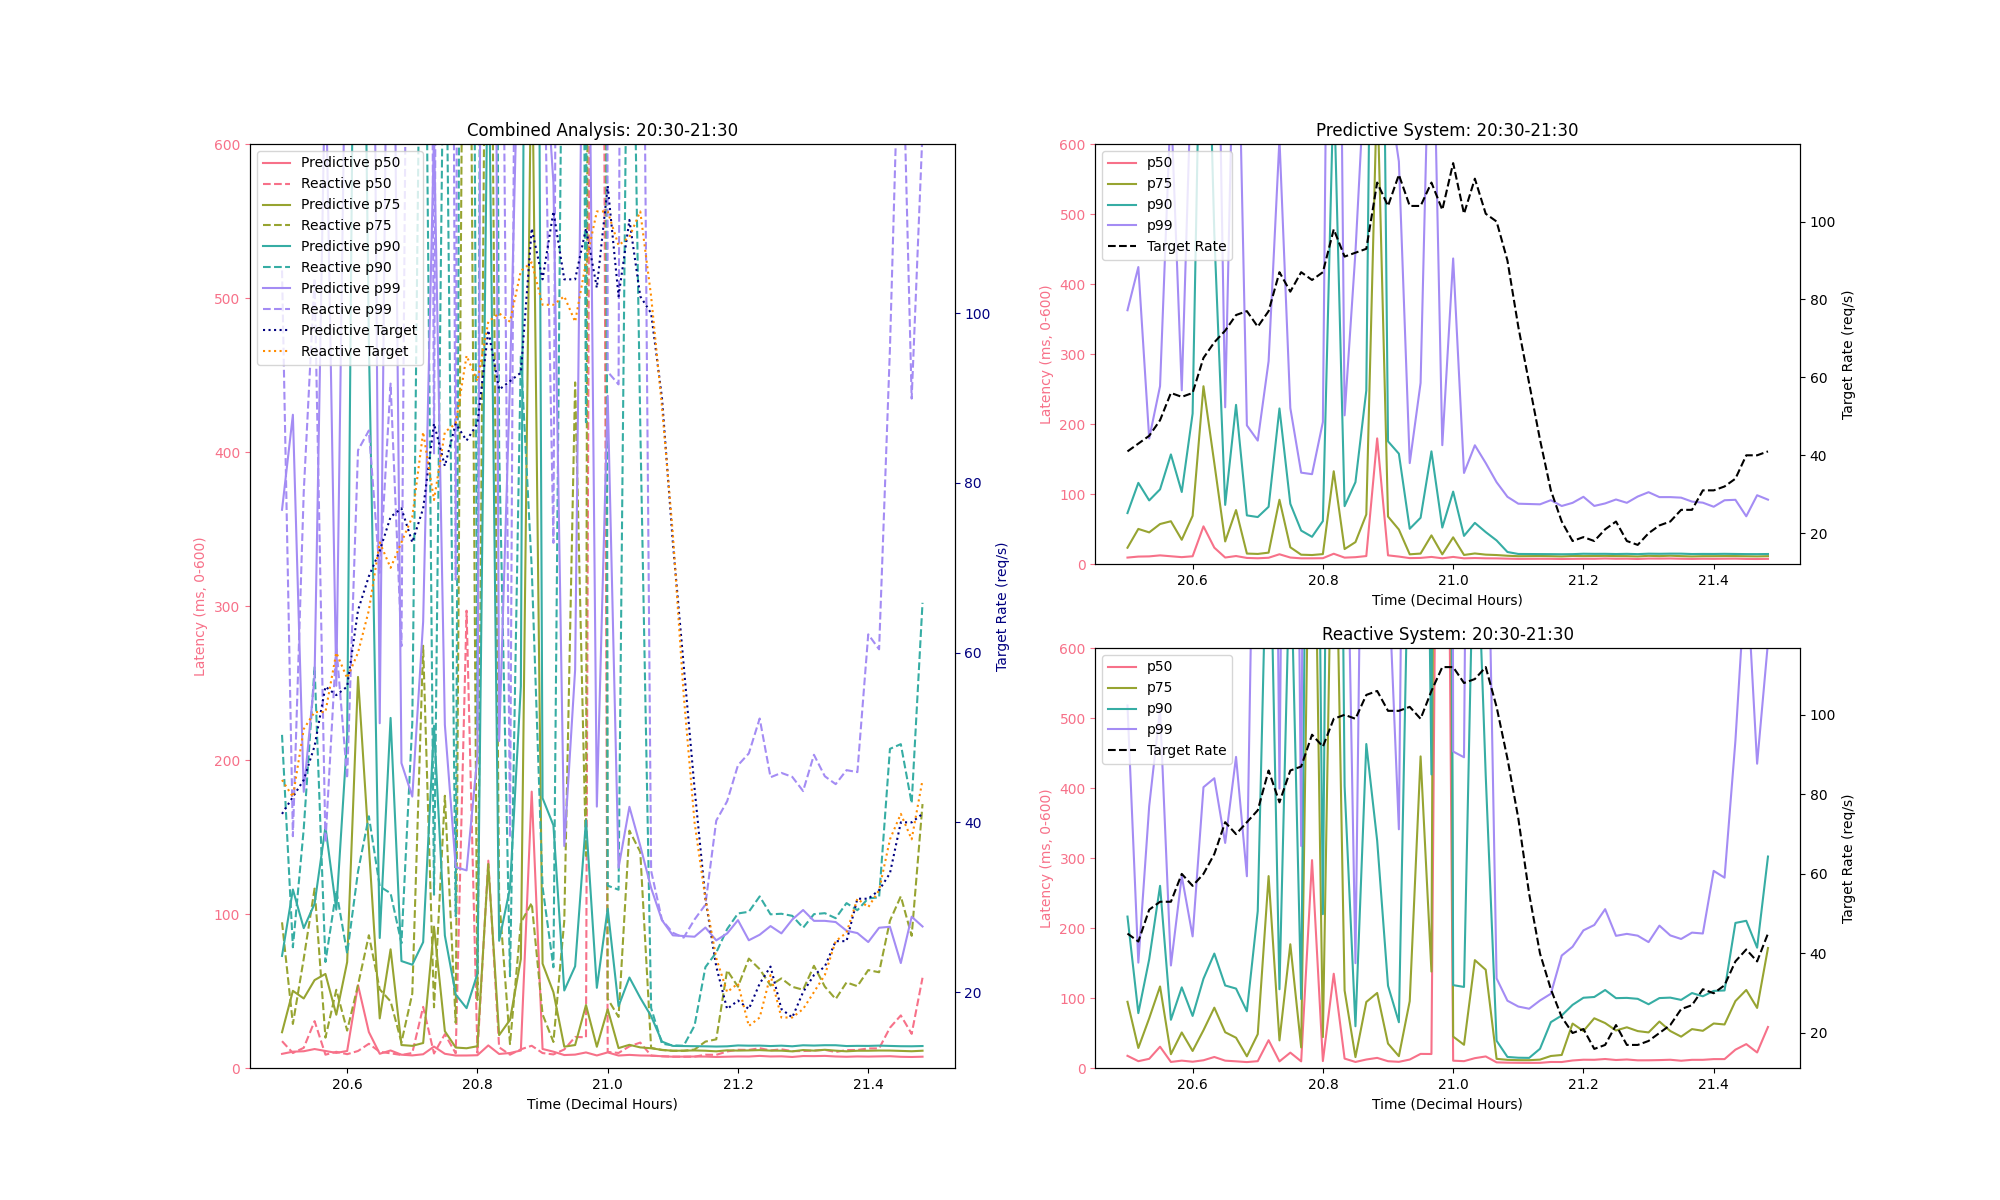 Combined Analysis: 20:30-21:30
Latency (ms, 0-600)
600
500
400
300
200
100
0
Predictive p50
Reactive p50
Predictive p75
Reactive p75
Predictive p90
Reactive p90
Predictive p99
Reactive p99
Predictive Target
Reactive Target
100
80
60
40
20
Target Rate (req/s)
20.6 20.8 21.0 21.2 21.4
Time (Decimal Hours)
Predictive System: 20:30-21:30
Latency (ms, 0-600)
600
500
400
300
200
100
0
p50
p75
p90
p99
Target Rate
100
80
60
40
20
Target Rate (req/s)
20.6 20.8 21.0 21.2 21.4
Time (Decimal Hours)
Reactive System: 20:30-21:30
Latency (ms, 0-600)
600
500
400
300
200
100
0
p50
p75
p90
p99
Target Rate
100
80
60
40
20
Target Rate (req/s)
20.6 20.8 21.0 21.2 21.4
Time (Decimal Hours)